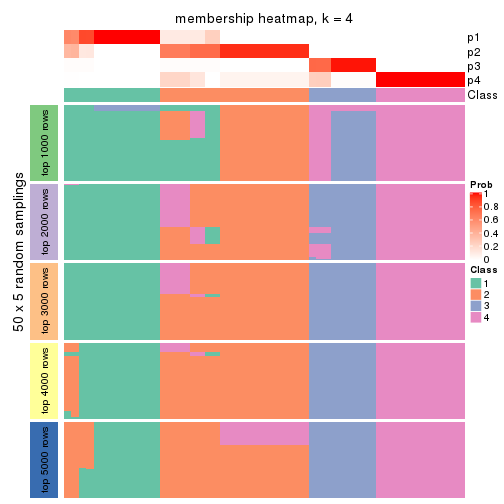 membership heatmap, k = 4
p1
p2
p3
p4
Class
50 x 5 random samplings
top 1000 rows
top 2000 rows
top 3000 rows
top 4000 rows
top 5000 rows
Prob
1
0.8
0.6
0.4
0.2
0
Class
1
2
3
4